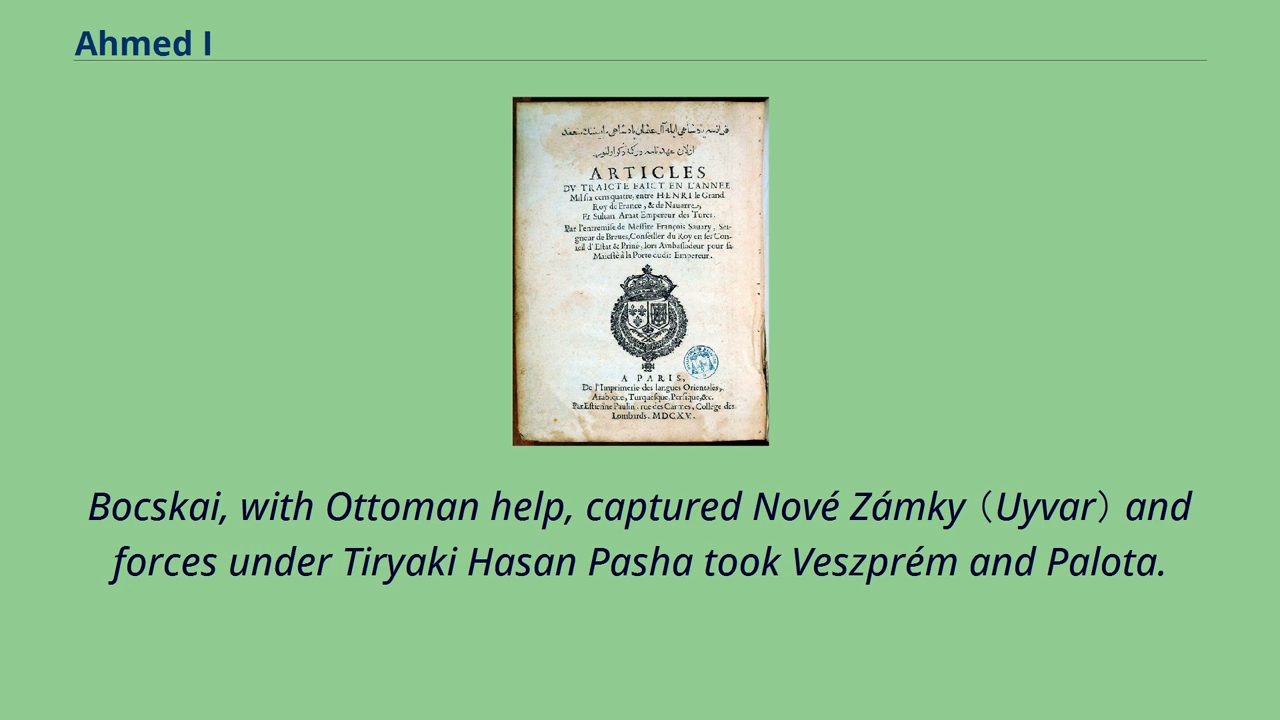 Ahmed I
ARTICLES
DV TRAICTE FAICT EN L'ANNEE
Mil six cens quatre, entre HENRI le Grand
Roy de France, & de Nauarre,
Et Sultan Amat Empereur des Turcs.
Par l'entremise de Messire François Sauary, Sei-
gneur de Breues, Conseiller du Roy en ses Con-
seil d'Estat & Priué, lors Ambassadeur pour sa
Maiesté à la Porte dudit Empereur.
A PARIS,
De l'Imprimerie des langues Orientales,
Arabique, Turquesque, Persique, &c.
Par Estienne Paulin, rue des Carmes, College des
Lombards. MDCXV.
Bocskai, with Ottoman help, captured Nové Zámky（Uyvar）and
forces under Tiryaki Hasan Pasha took Veszprém and Palota.